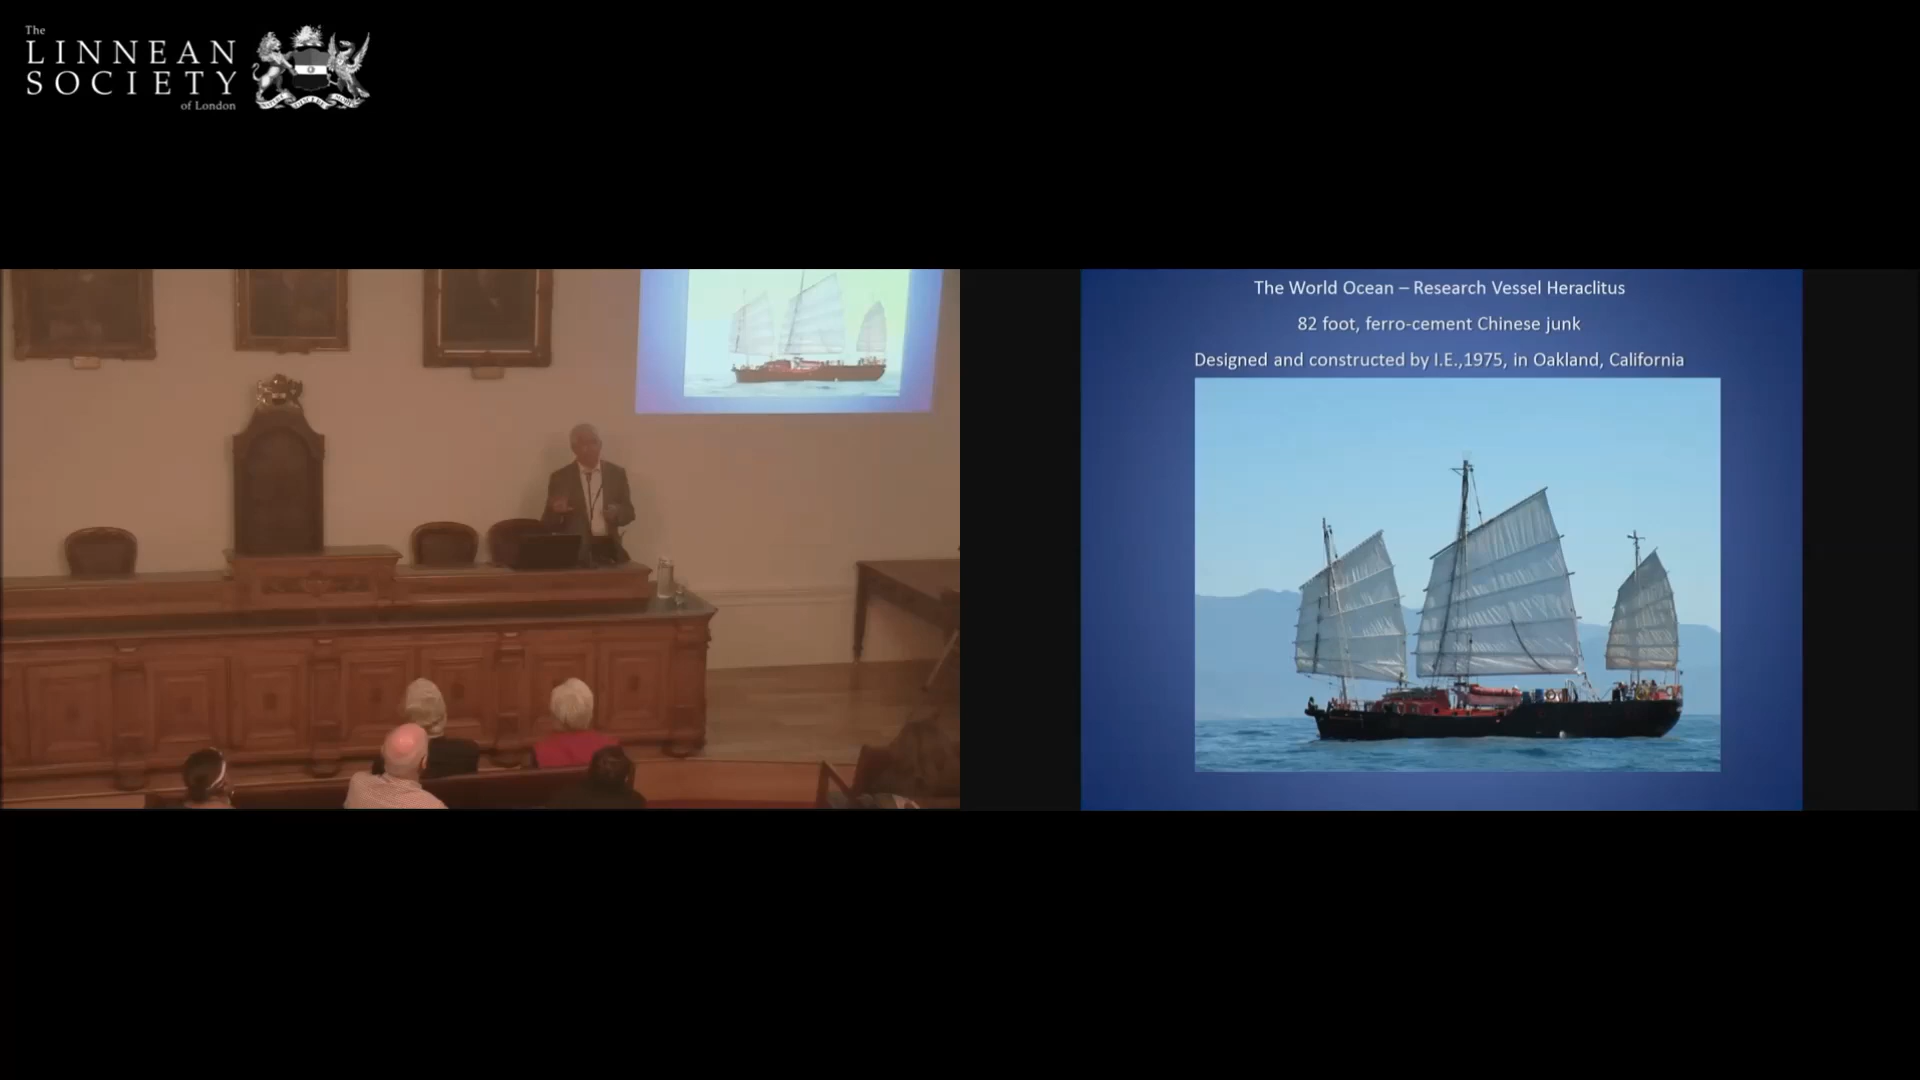 The
LINNEAN
SOCIETY
of London
The World Ocean – Research Vessel Heraclitus
82 foot, ferro-cement Chinese junk
Designed and constructed by I.E.,1975, in Oakland, California